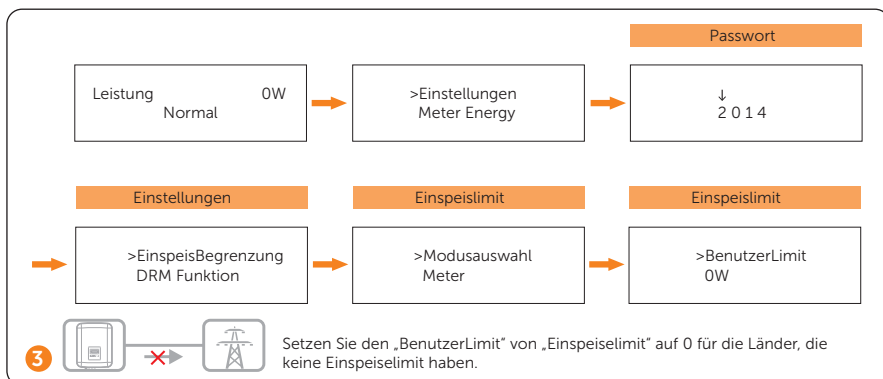 Passwort
Leistung 0W
Normal
>Einstellungen
Meter Energy
↓
2 0 1 4
Einstellungen
Einspeislimit
Einspeislimit
>EinspeisBegrenzung
DRM Funktion
>Modusauswahl
Meter
>BenutzerLimit
0W
3
Setzen Sie den „BenutzerLimit" von „Einspeiselimit" auf 0 für die Länder, die
keine Einspeiselimit haben.